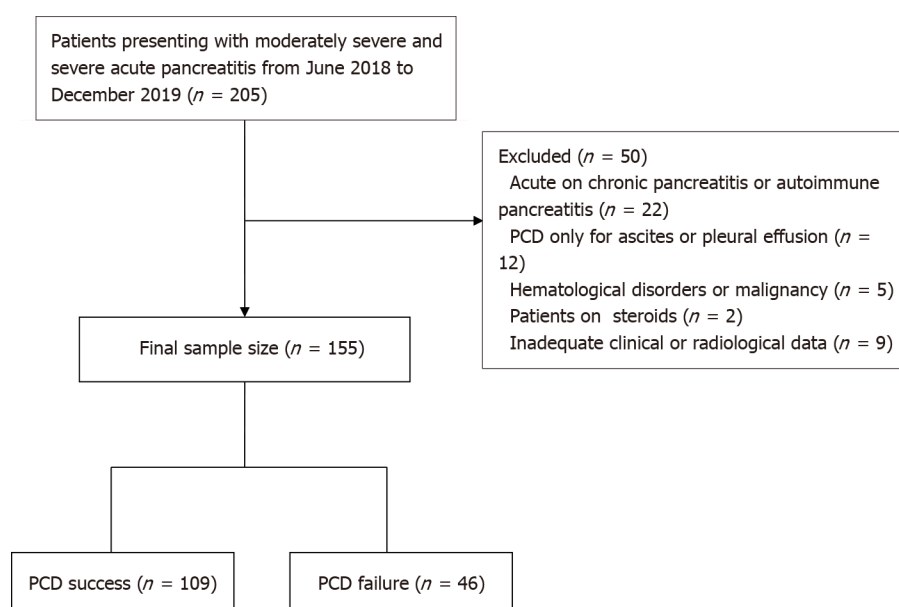 Patients presenting with moderately severe and
severe acute pancreatitis from June 2018 to
December 2019 (n = 205)
Excluded (n = 50)
Acute on chronic pancreatitis or autoimmune
pancreatitis (n = 22)
PCD only for ascites or pleural effusion (n =
12)
Hematological disorders or malignancy (n = 5)
Patients on steroids (n = 2)
Inadequate clinical or radiological data (n = 9)
Final sample size (n = 155)
PCD success (n = 109)
PCD failure (n = 46)